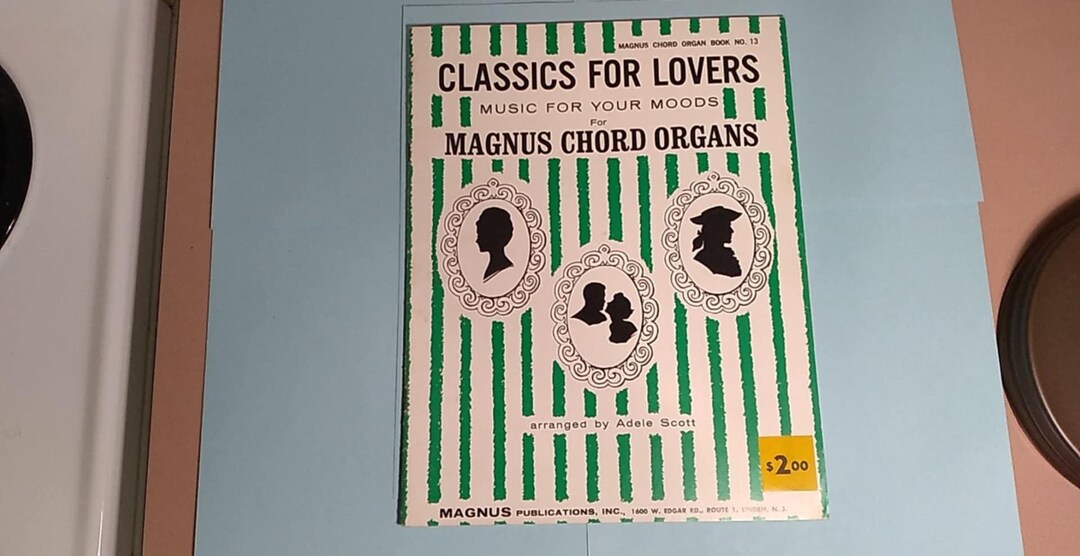 MAGNUS CHORD ORGAN BOOK NO. 13
CLASSICS FOR LOVERS
MUSIC FOR YOUR MOODS
For
MAGNUS CHORD ORGANS
arranged by Adele Scott
$2.00
MAGNUS PUBLICATIONS, INC., 1600 W. EDGAR RD., ROUTE 1, LINDEN, N. J.